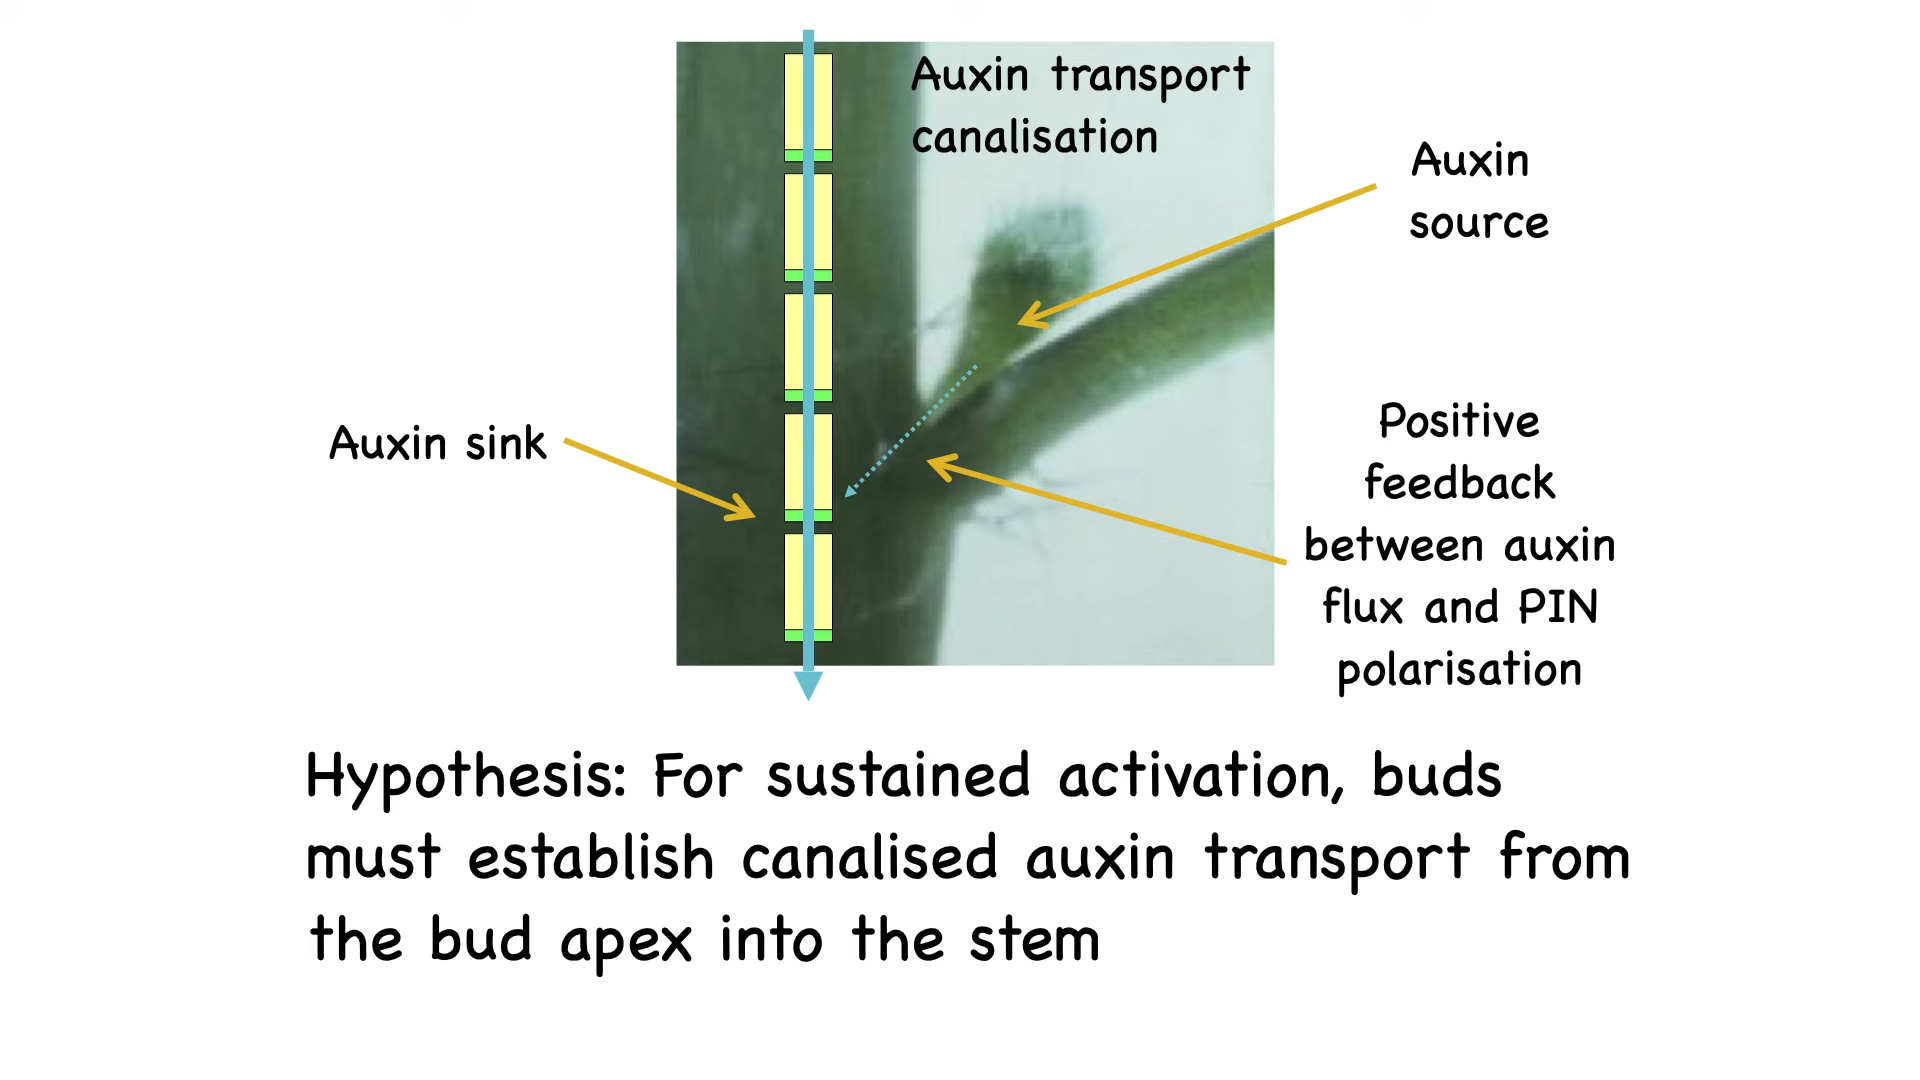 Auxin transport
canalisation
Auxin
source
Auxin sink
Positive
feedback
between auxin
flux and PIN
polarisation
Hypothesis: For sustained activation, buds
must establish canalised auxin transport from
the bud apex into the stem